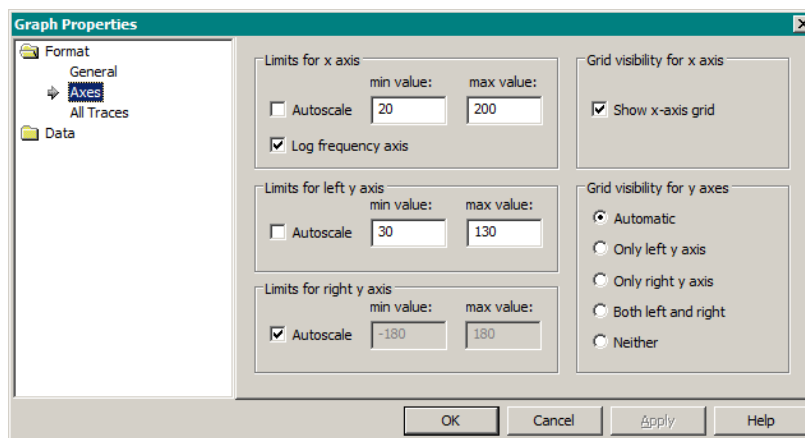 Graph Properties
Format
General
Axes
All Traces
Data
Limits for x axis
min value: max value:
Autoscale 20 200
Log frequency axis
Grid visibility for x axis
Show x-axis grid
Limits for left y axis
min value: max value:
Autoscale 30 130
Limits for right y axis
min value: max value:
Autoscale -180 180
Grid visibility for y axes
Automatic
Only left y axis
Only right y axis
Both left and right
Neither
OK Cancel Apply Help